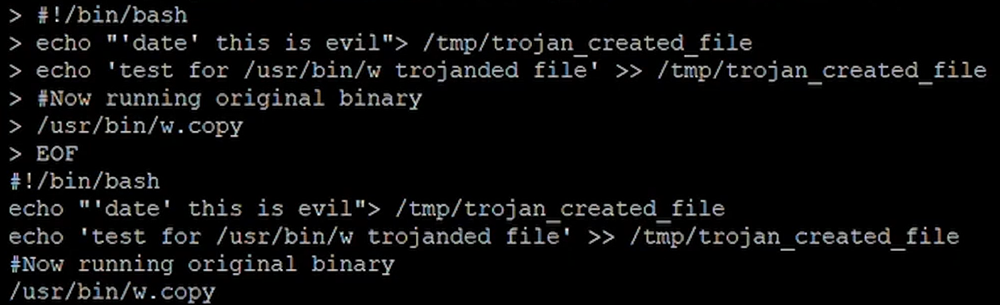 > #!/bin/bash
> echo "'date' this is evil"> /tmp/trojan_created_file
> echo 'test for /usr/bin/w trojanded file' >> /tmp/trojan_created_file
> #Now running original binary
> /usr/bin/w.copy
> EOF
#!/bin/bash
echo "'date' this is evil"> /tmp/trojan_created_file
echo 'test for /usr/bin/w trojanded file' >> /tmp/trojan_created_file
#Now running original binary
/usr/bin/w.copy